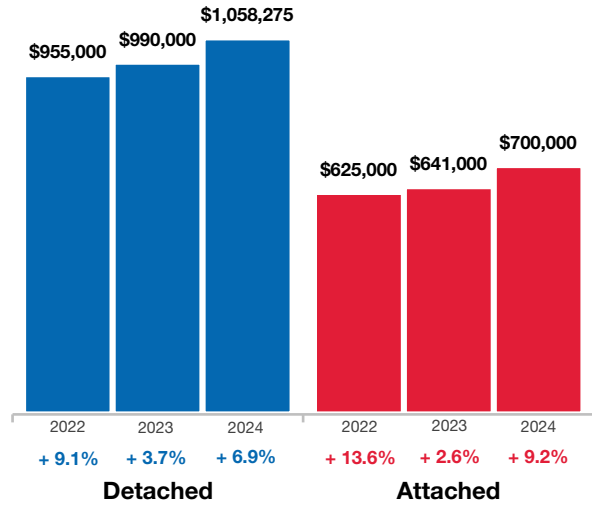 $955,000 $990,000 $1,058,275
$625,000 $641,000 $700,000
2022 2023 2024 2022 2023 2024
+ 9.1% + 3.7% + 6.9% + 13.6% + 2.6% + 9.2%
Detached Attached